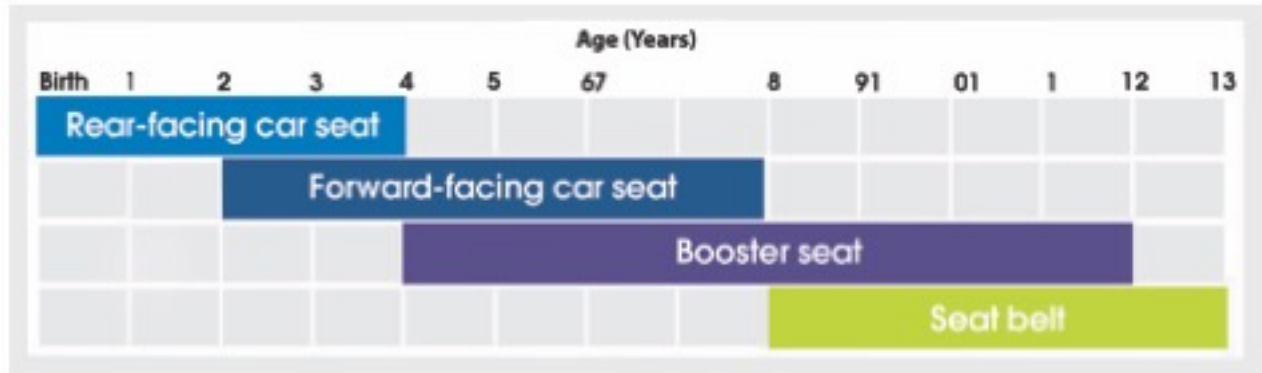 Age (Years)
Birth 1 2 3 4 5 67 8 91 01 1 12 13
Rear-facing car seat
Forward-facing car seat
Booster seat
Seat belt